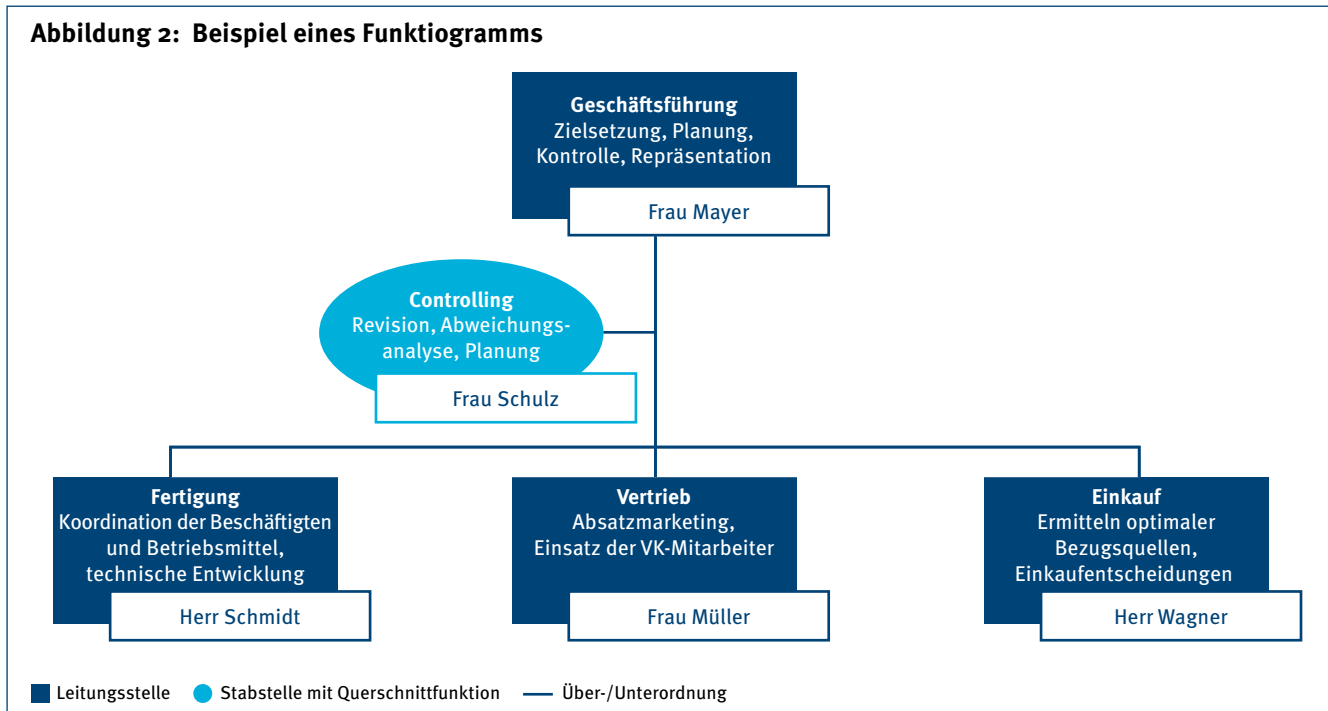 Abbildung 2: Beispiel eines Funktiogramms
Geschäftsführung
Zielsetzung, Planung,
Kontrolle, Repräsentation
Frau Mayer
Controlling
Revision, Abweichungs-
analyse, Planung
Frau Schulz
Fertigung
Koordination der Beschäftigten
und Betriebsmittel,
technische Entwicklung
Herr Schmidt
Vertrieb
Absatzmarketing,
Einsatz der VK-Mitarbeiter
Frau Müller
Einkauf
Ermitteln optimaler
Bezugsquellen,
Einkaufentscheidungen
Herr Wagner
Leitungsstelle
Stabstelle mit Querschnittfunktion
Über-/Unterordnung